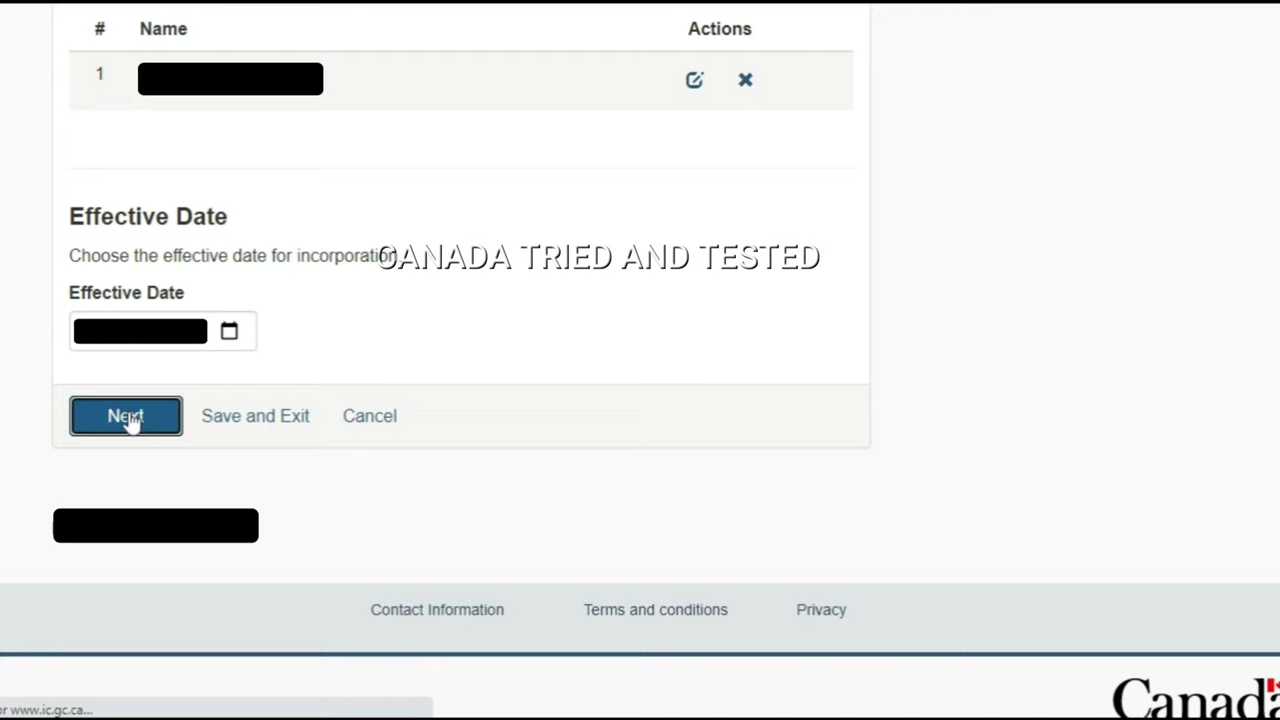 # Name Actions
1
Effective Date
Choose the effective date for incorporation.
CANADA TRIED AND TESTED
Effective Date
Next Save and Exit Cancel
Contact Information Terms and conditions Privacy
Canada
or www.ic.gc.ca...